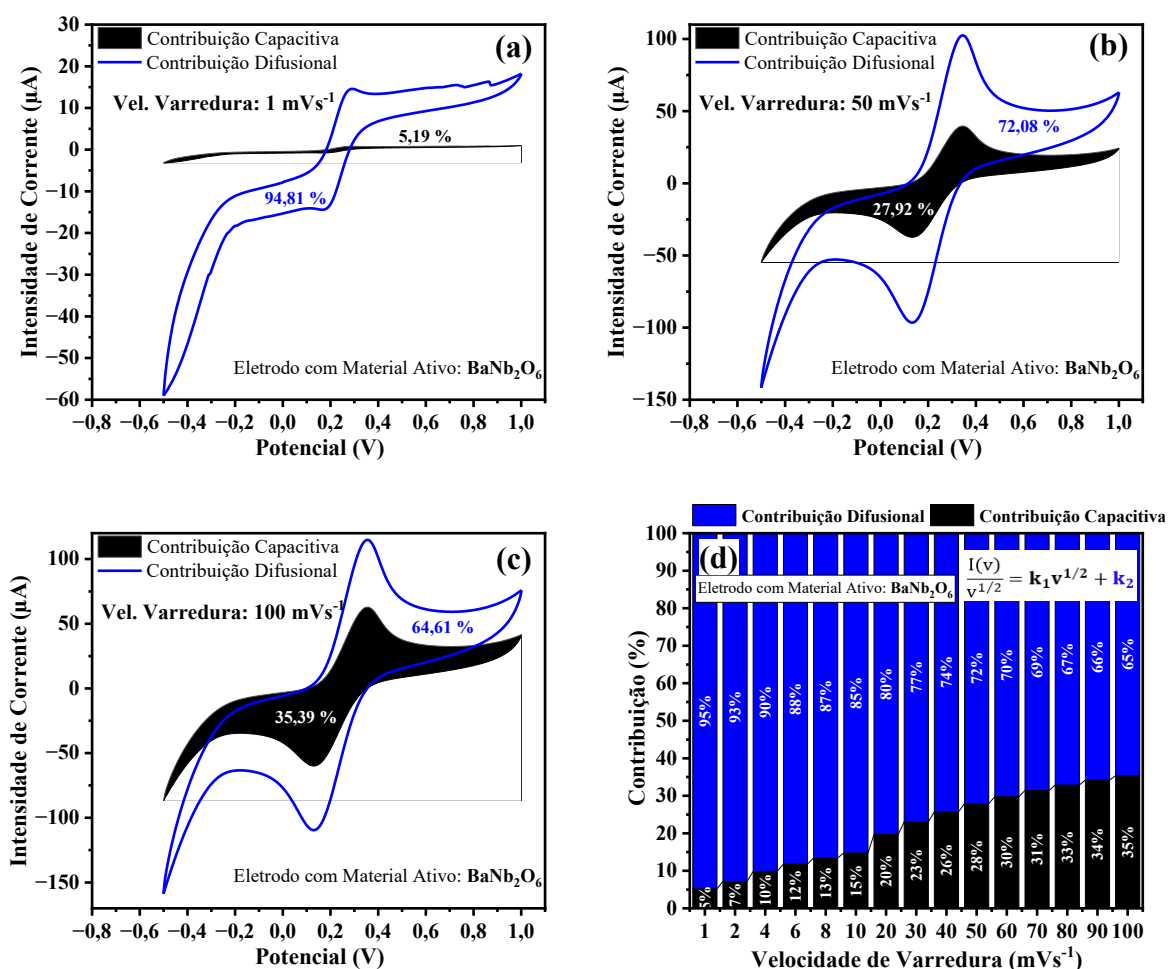 (a)
Contribuição Capacitiva
Contribuição Difusional
Vel. Varredura: 1 mVs⁻¹
5,19 %
94,81 %
Eletrodo com Material Ativo: BaNb₂O₆
Intensidade de Corrente (μA)
30
20
10
0
−10
−20
−30
−40
−50
−60
−0,8 −0,6 −0,4 −0,2 0,0 0,2 0,4 0,6 0,8 1,0
Potencial (V)
(b)
Contribuição Capacitiva
Contribuição Difusional
Vel. Varredura: 50 mVs⁻¹
72,08 %
27,92 %
Eletrodo com Material Ativo: BaNb₂O₆
Intensidade de Corrente (μA)
100
50
0
−50
−100
−150
−0,8 −0,6 −0,4 −0,2 0,0 0,2 0,4 0,6 0,8 1,0
Potencial (V)
(c)
Contribuição Capacitiva
Contribuição Difusional
Vel. Varredura: 100 mVs⁻¹
64,61 %
35,39 %
Eletrodo com Material Ativo: BaNb₂O₆
Intensidade de Corrente (μA)
100
50
0
−50
−100
−150
−0,8 −0,6 −0,4 −0,2 0,0 0,2 0,4 0,6 0,8 1,0
Potencial (V)
Contribuição Difusional Contribuição Capacitiva
(d)
I(v)/v^1/2 = k₁v^1/2 + k₂
Eletrodo com Material Ativo: BaNb₂O₆
Contribuição (%)
100
90
80
70
60
50
40
30
20
10
0
95% 93% 90% 88% 87% 85% 80% 77% 74% 72% 70% 69% 67% 66% 65%
5% 7% 10% 12% 13% 15% 20% 23% 26% 28% 30% 31% 33% 34% 35%
1 2 4 6 8 10 20 30 40 50 60 70 80 90 100
Velocidade de Varredura (mVs⁻¹)